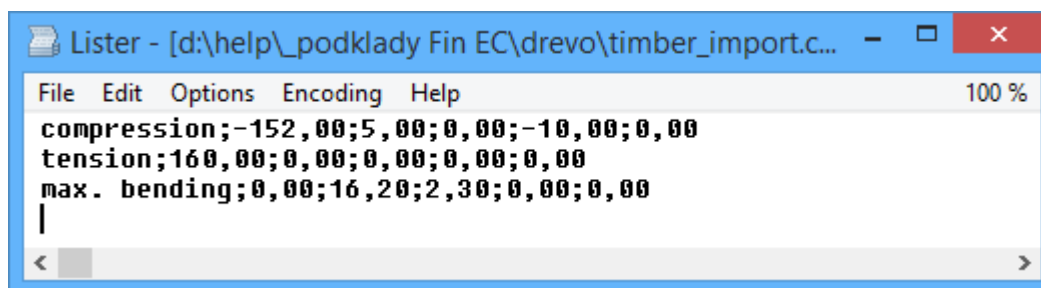 Lister - [d:\help\_podklady Fin EC\drevo\timber_import.c...
File Edit Options Encoding Help 100 %
compression;-152,00;5,00;0,00;-10,00;0,00
tension;160,00;0,00;0,00;0,00;0,00
max. bending;0,00;16,20;2,30;0,00;0,00